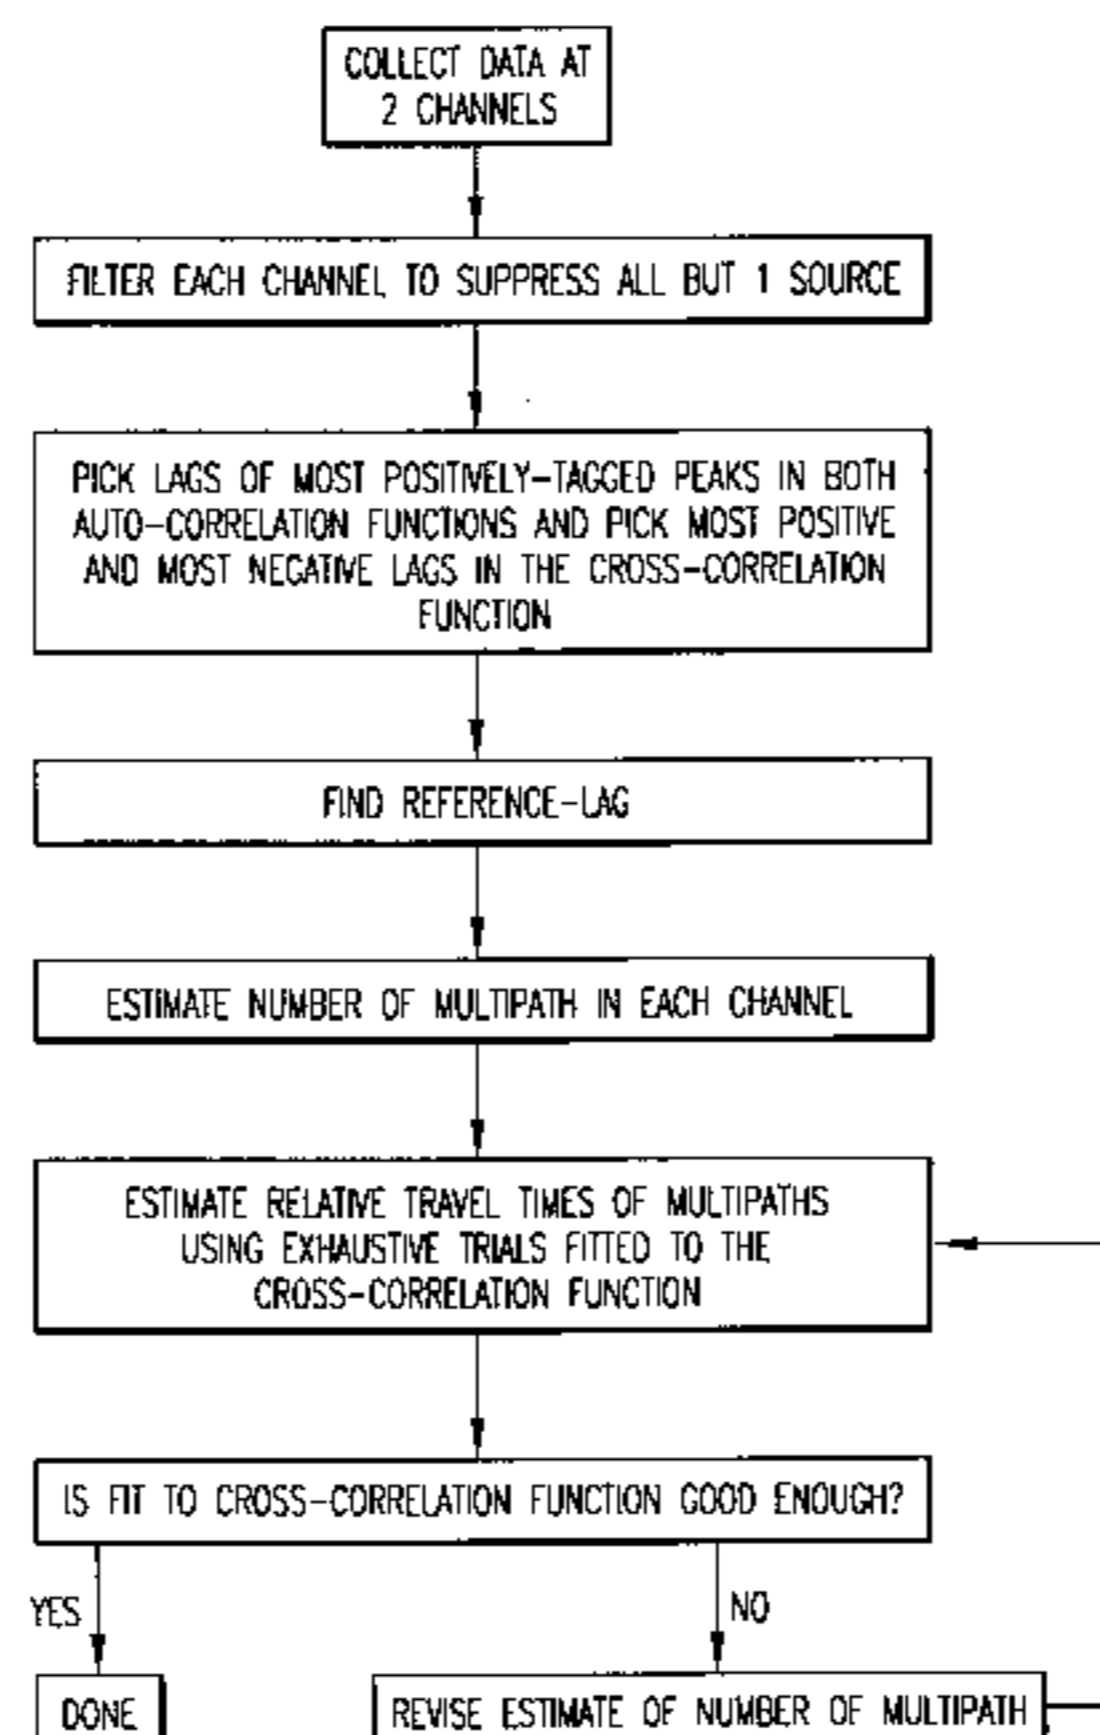 COLLECT DATA AT
2 CHANNELS
FILTER EACH CHANNEL TO SUPPRESS ALL BUT 1 SOURCE
PICK LAGS OF MOST POSITIVELY-TAGGED PEAKS IN BOTH
AUTO-CORRELATION FUNCTIONS AND PICK MOST POSITIVE
AND MOST NEGATIVE LAGS IN THE CROSS-CORRELATION
FUNCTION
FIND REFERENCE-LAG
ESTIMATE NUMBER OF MULTIPATH IN EACH CHANNEL
ESTIMATE RELATIVE TRAVEL TIMES OF MULTIPATHS
USING EXHAUSTIVE TRIALS FITTED TO THE
CROSS-CORRELATION FUNCTION
IS FIT TO CROSS-CORRELATION FUNCTION GOOD ENOUGH?
YES
NO
DONE
REVISE ESTIMATE OF NUMBER OF MULTIPATH